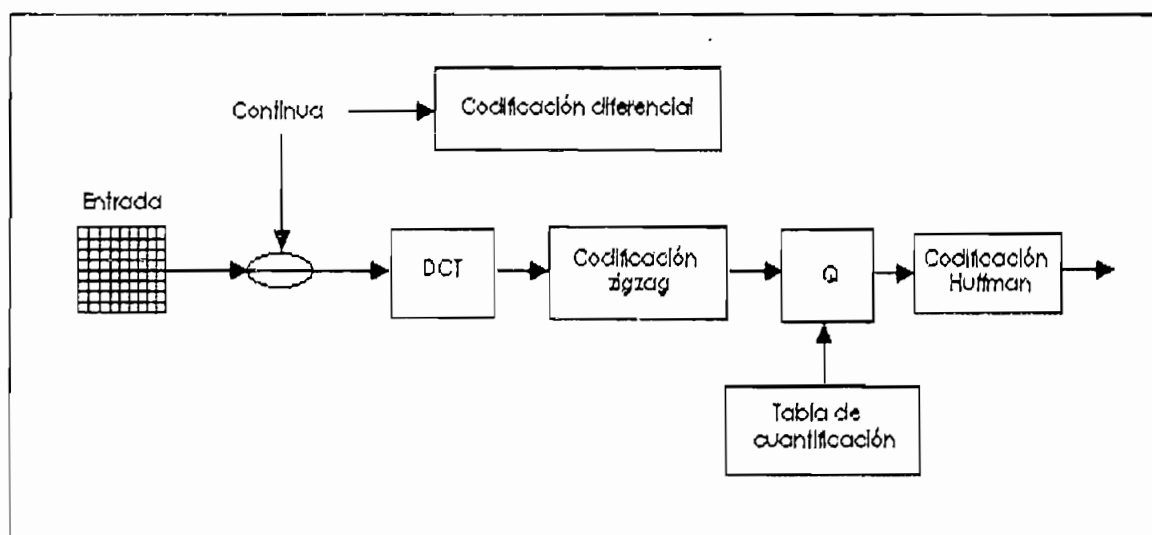 Continua
Codificación diferencial
Entrada
DCT
Codificación
zigzag
Q
Codificación
Huffman
Tabla de
cuantificación